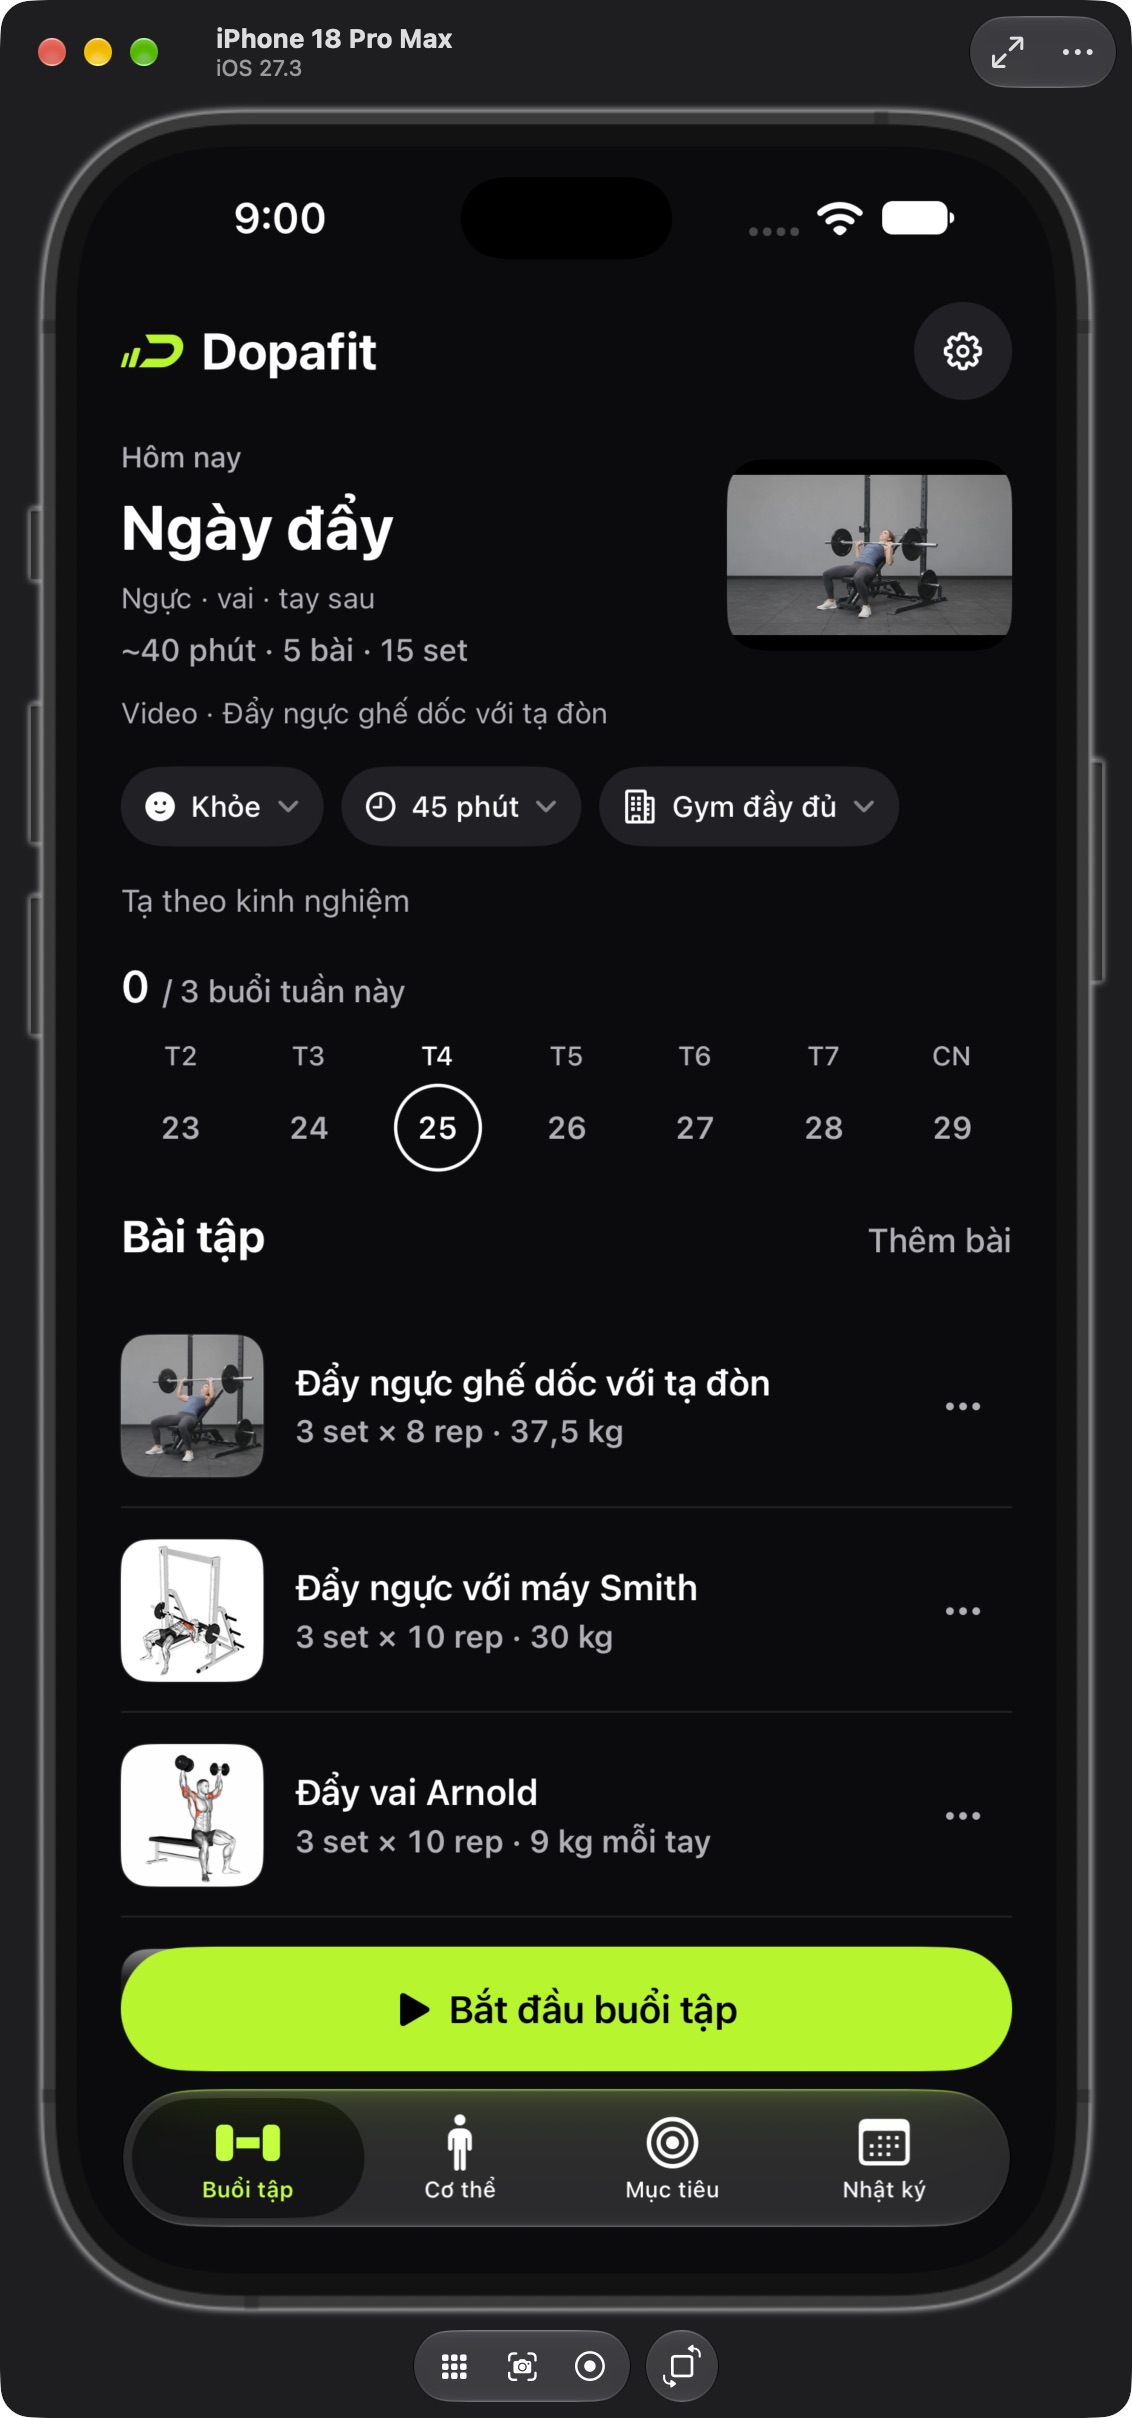 iPhone 18 Pro Max
iOS 27.3
9:00
Dopafit
Hôm nay
Ngày đẩy
Ngực · vai · tay sau
~40 phút · 5 bài · 15 set
Video · Đẩy ngực ghế dốc với tạ đòn
Khỏe
45 phút
Gym đầy đủ
Tạ theo kinh nghiệm
0 / 3 buổi tuần này
T2 T3 T4 T5 T6 T7 CN
23 24 25 26 27 28 29
Bài tập
Thêm bài
Đẩy ngực ghế dốc với tạ đòn
3 set × 8 rep · 37,5 kg
Đẩy ngực với máy Smith
3 set × 10 rep · 30 kg
Đẩy vai Arnold
3 set × 10 rep · 9 kg mỗi tay
Bắt đầu buổi tập
Buổi tập
Cơ thể
Mục tiêu
Nhật ký